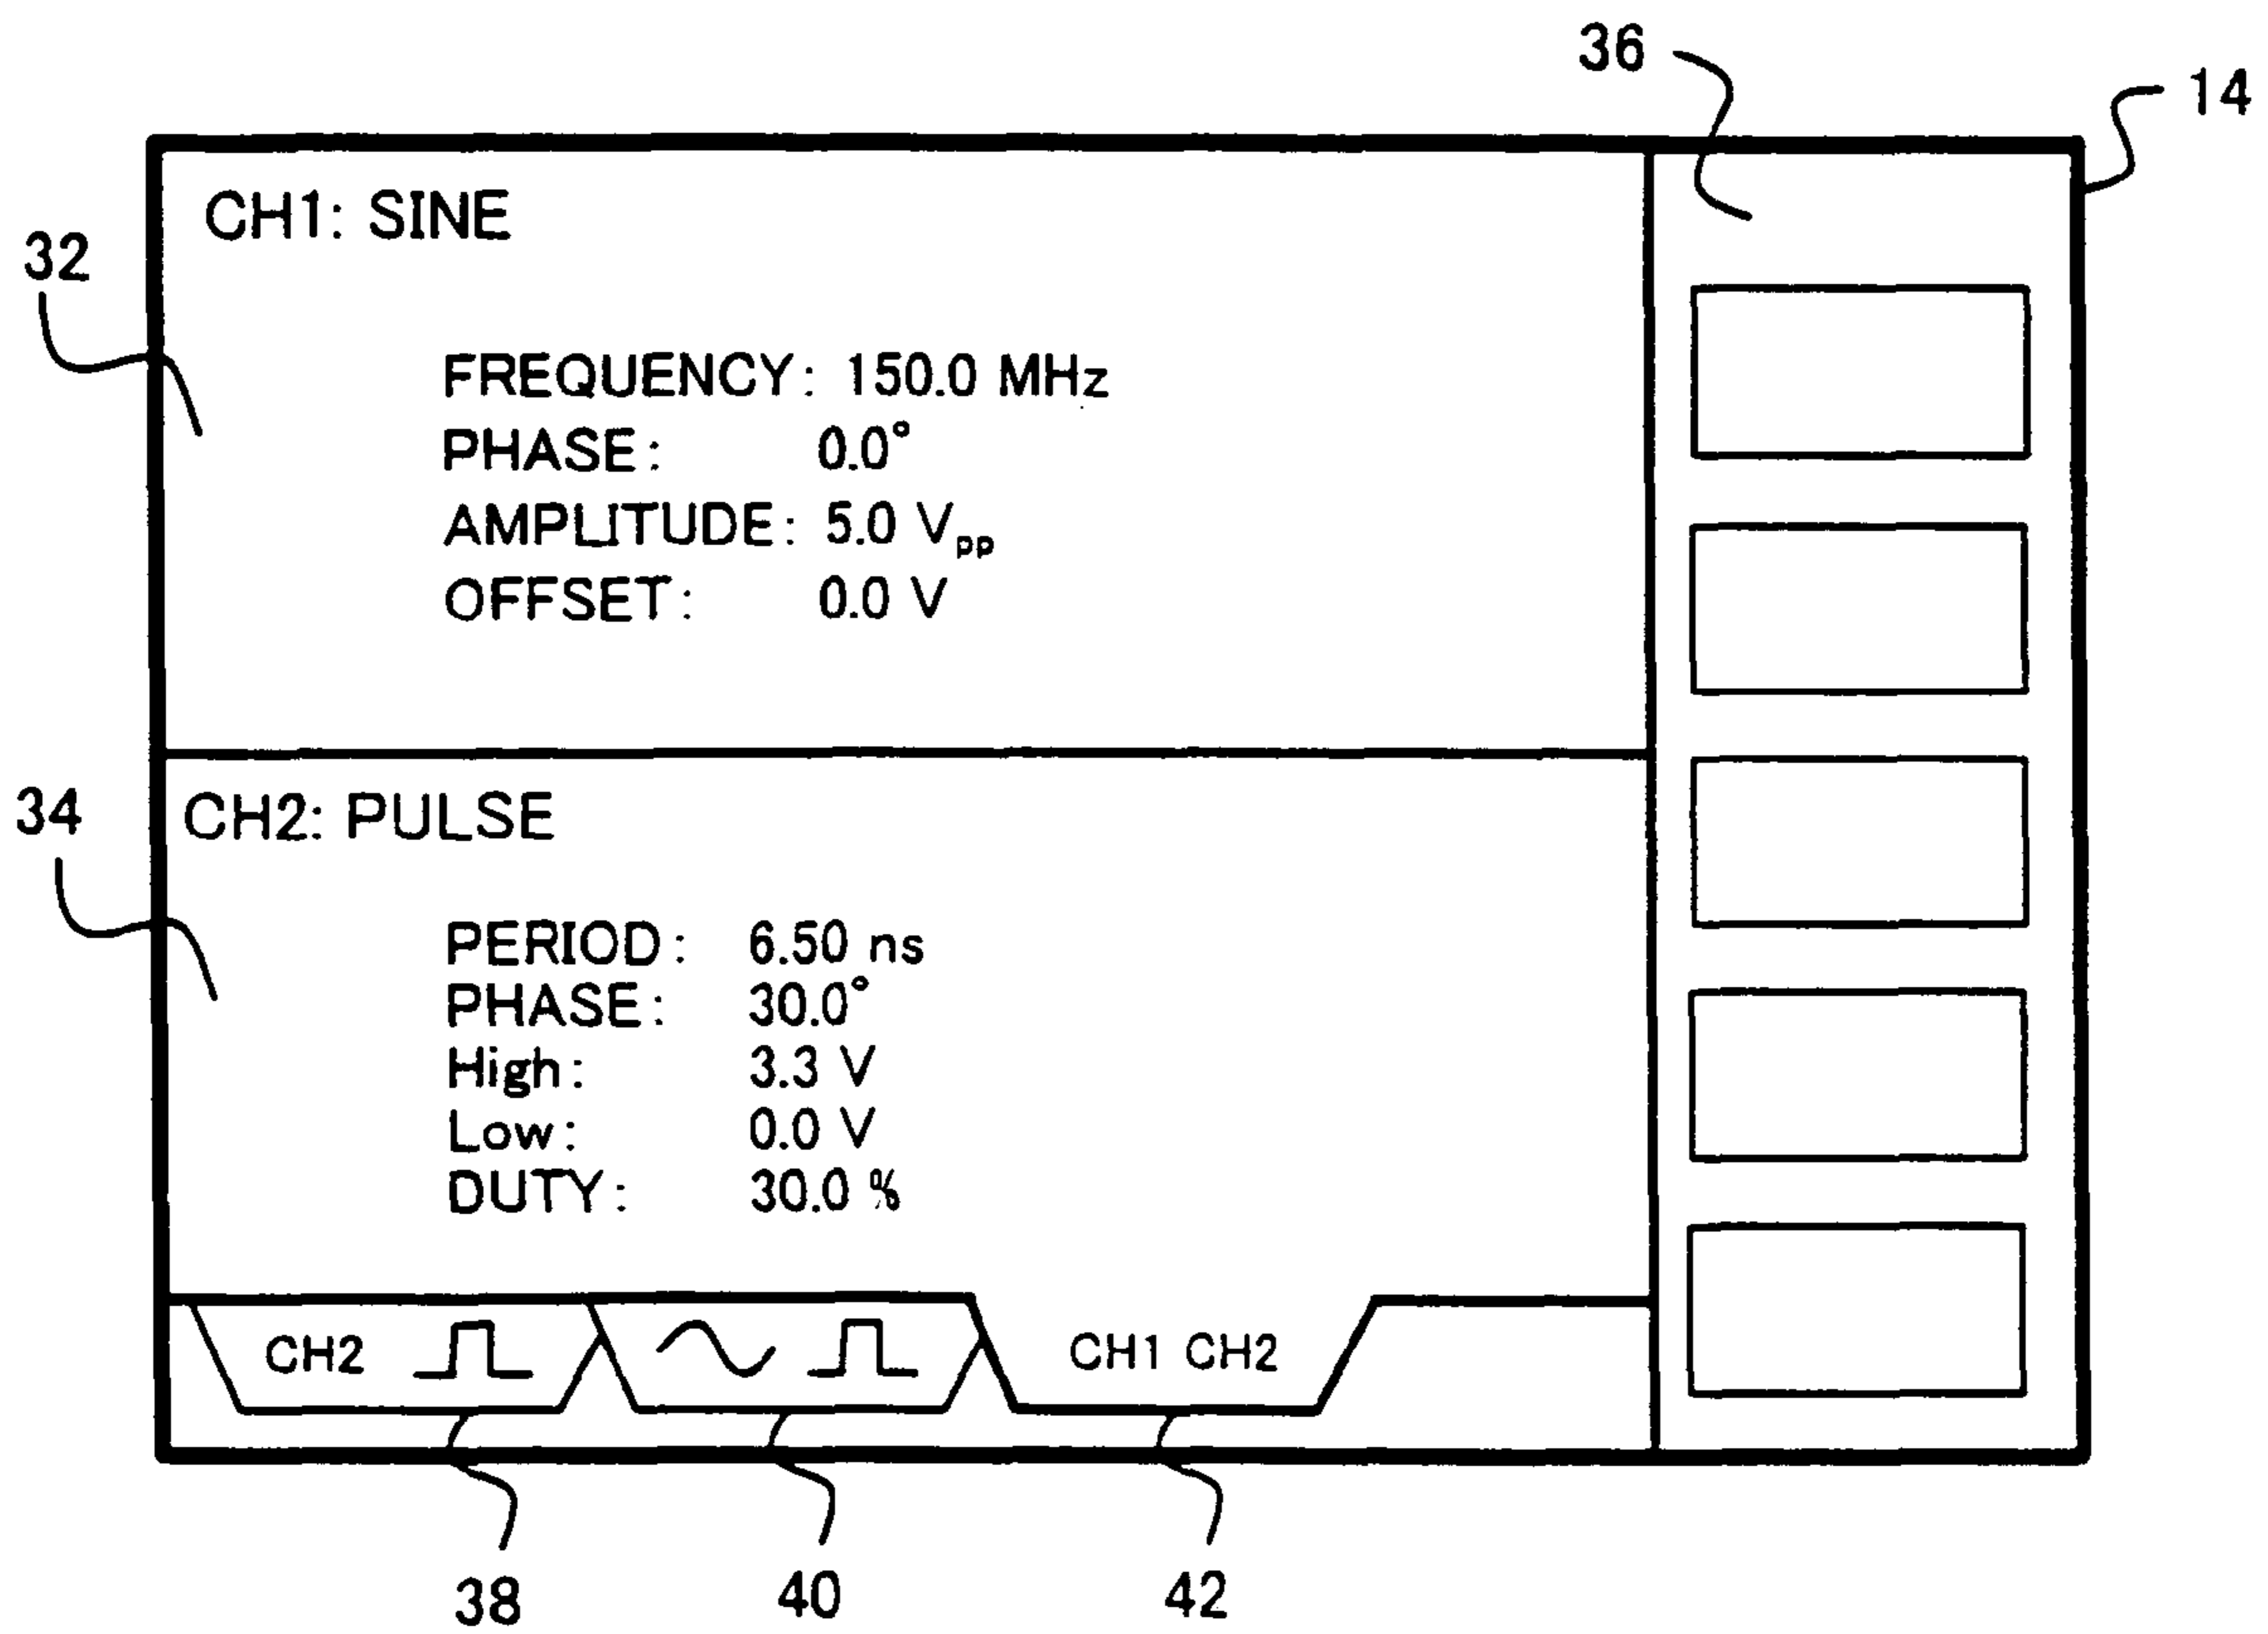 36
14
CH1: SINE
32
FREQUENCY: 150.0 MHz
PHASE: 0.0°
AMPLITUDE: 5.0 Vpp
OFFSET: 0.0 V
34
CH2: PULSE
PERIOD: 6.50 ns
PHASE: 30.0°
High: 3.3 V
Low: 0.0 V
DUTY: 30.0 %
CH2
CH1 CH2
38 40 42